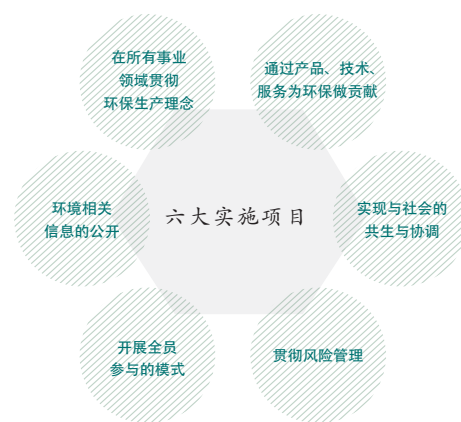 在所有事业
领域贯彻
环保生产理念
通过产品、技术、
服务为环保做贡献
环境相关
信息的公开
六大实施项目
实现与社会的
共生与协调
开展全员
参与的模式
贯彻风险管理